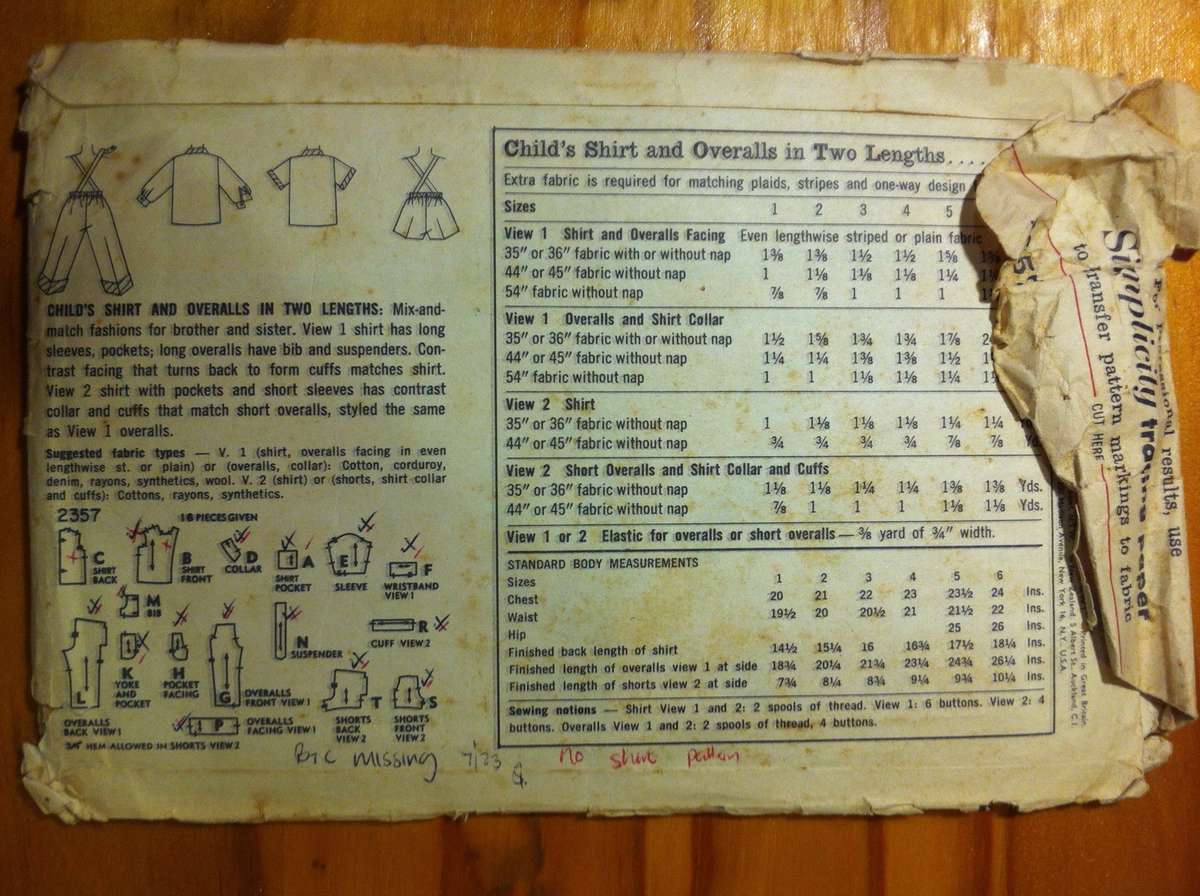 CHILD'S SHIRT AND OVERALLS IN TWO LENGTHS: Mix-and-
match fashions for brother and sister. View 1 shirt has long
sleeves, pockets; long overalls have bib and suspenders. Con-
trast facing that turns back to form cuffs matches shirt.
View 2 shirt with pockets and short sleeves has contrast
collar and cuffs that match short overalls, styled the same
as View 1 overalls.
Suggested fabric types — V. 1 (shirt, overalls facing in even
lengthwise st. or plain) or (overalls, collar): Cotton, corduroy,
denim, rayons, synthetics, wool. V. 2 (shirt) or (shorts, shirt collar
and cuffs): Cottons, rayons, synthetics.
2357 16 PIECES GIVEN
C SHIRT BACK
B SHIRT FRONT
D COLLAR
A SHIRT POCKET
E SLEEVE
F WRISTBAND VIEW 1
M BIB
L OVERALLS BACK VIEW 1
K YOKE AND POCKET
H POCKET FACING
G OVERALLS FRONT VIEW 1
N SUSPENDER
R CUFF VIEW 2
P OVERALLS FACING VIEW 1
T SHORTS BACK VIEW 2
S SHORTS FRONT VIEW 2
3/4" HEM ALLOWED IN SHORTS VIEW 2
Child's Shirt and Overalls in Two Lengths....
Extra fabric is required for matching plaids, stripes and one-way design
Sizes 1 2 3 4 5
View 1 Shirt and Overalls Facing Even lengthwise striped or plain fabric
35" or 36" fabric with or without nap 1⅜ 1⅜ 1½ 1½ 1⅝
44" or 45" fabric without nap 1 1⅛ 1⅛ 1⅛ 1¼
54" fabric without nap ⅞ ⅞ 1 1 1
View 1 Overalls and Shirt Collar
35" or 36" fabric with or without nap 1½ 1⅝ 1¾ 1¾ 1⅞
44" or 45" fabric without nap 1¼ 1¼ 1⅜ 1⅜ 1½
54" fabric without nap 1 1 1⅛ 1⅛ 1¼
View 2 Shirt
35" or 36" fabric without nap 1 1⅛ 1⅛ 1⅛ 1¼ 1¼
44" or 45" fabric without nap ¾ ¾ ¾ ¾ ⅞ ⅞
View 2 Short Overalls and Shirt Collar and Cuffs
35" or 36" fabric without nap 1⅛ 1⅛ 1¼ 1¼ 1⅜ 1⅜ Yds.
44" or 45" fabric without nap ⅞ 1 1 1 1⅛ 1⅛ Yds.
View 1 or 2 Elastic for overalls or short overalls — ⅜ yard of ¾" width.
STANDARD BODY MEASUREMENTS
Sizes 1 2 3 4 5 6
Chest 20 21 22 23 23½ 24 Ins.
Waist 19½ 20 20½ 21 21½ 22 Ins.
Hip 25 26 Ins.
Finished back length of shirt 14½ 15¼ 16 16¾ 17½ 18¼ Ins.
Finished length of overalls view 1 at side 18¾ 20¼ 21¾ 23¼ 24¾ 26¼ Ins.
Finished length of shorts view 2 at side 7¾ 8¼ 8¾ 9¼ 9¾ 10¼ Ins.
Sewing notions — Shirt View 1 and 2: 2 spools of thread. View 1: 6 buttons. View 2: 4
buttons. Overalls View 1 and 2: 2 spools of thread, 4 buttons.
missing 7/23
no
results, use
Simplicity
paper
to transfer pattern markings to fabric
CUT HERE
Printed in Great Britain.
5 Albert St., Auckland, C.1.
Avenue, New York 16, N.Y., U.S.A.